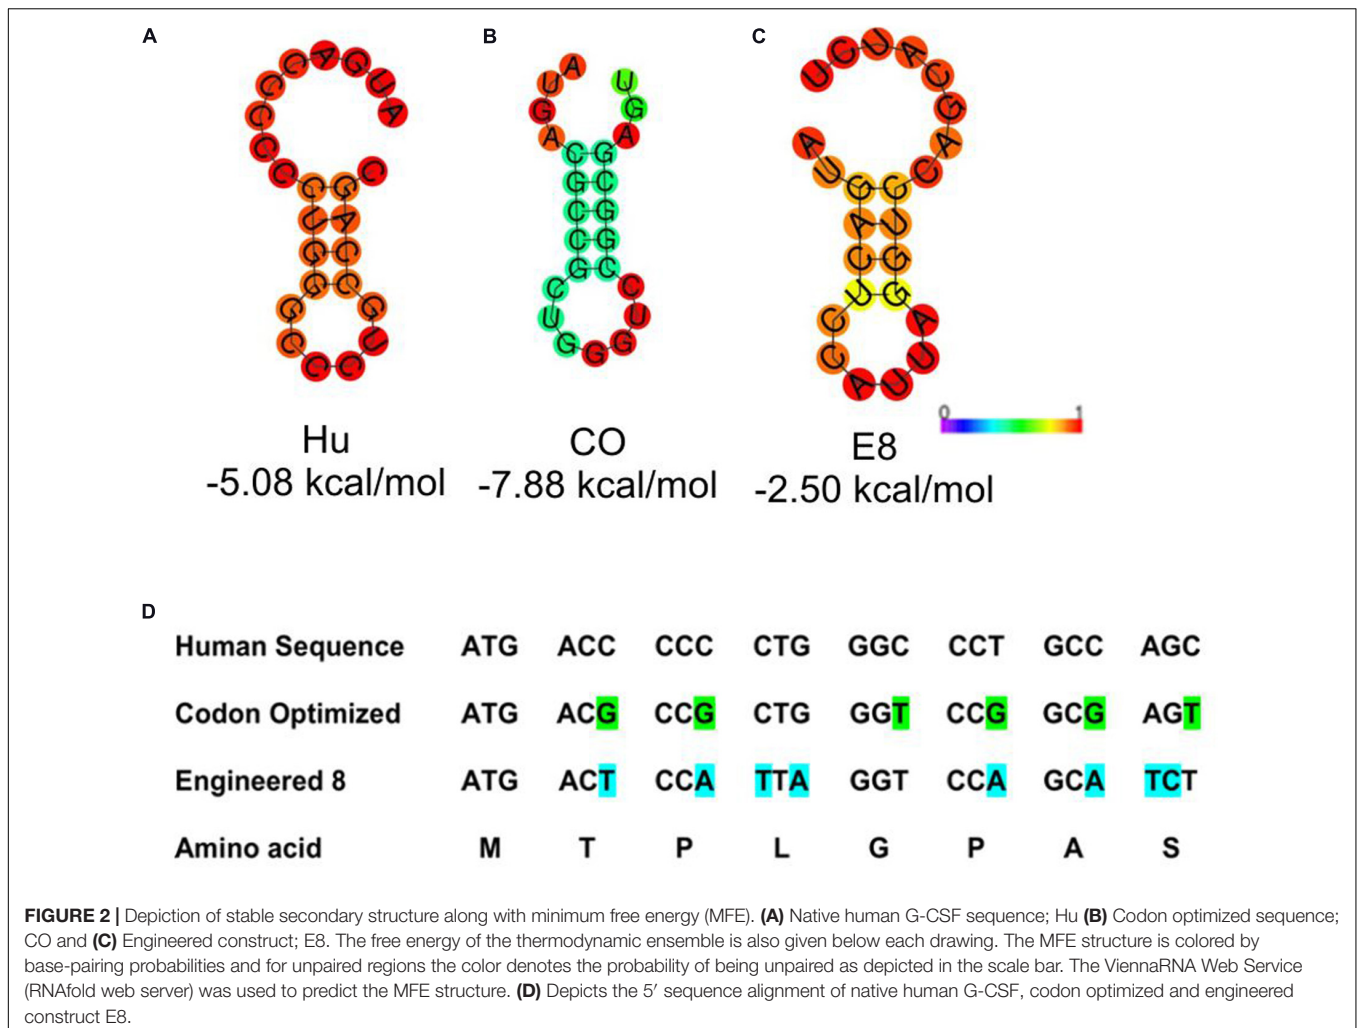 A
B
C
A U G A C C C C C C U G G G C C C U G C C A G C
A U G A C G C C G C U G G G U C C G G C G A G U
A U G A C U C C A U U A G G U C C A G C A U C U
0 1
Hu
-5.08 kcal/mol
CO
-7.88 kcal/mol
E8
-2.50 kcal/mol
D
Human Sequence ATG ACC CCC CTG GGC CCT GCC AGC
Codon Optimized ATG ACG CCG CTG GGT CCG GCG AGT
Engineered 8 ATG ACT CCA TTA GGT CCA GCA TCT
Amino acid M T P L G P A S
FIGURE 2 | Depiction of stable secondary structure along with minimum free energy (MFE). (A) Native human G-CSF sequence; Hu (B) Codon optimized sequence;
CO and (C) Engineered construct; E8. The free energy of the thermodynamic ensemble is also given below each drawing. The MFE structure is colored by
base-pairing probabilities and for unpaired regions the color denotes the probability of being unpaired as depicted in the scale bar. The ViennaRNA Web Service
(RNAfold web server) was used to predict the MFE structure. (D) Depicts the 5′ sequence alignment of native human G-CSF, codon optimized and engineered
construct E8.